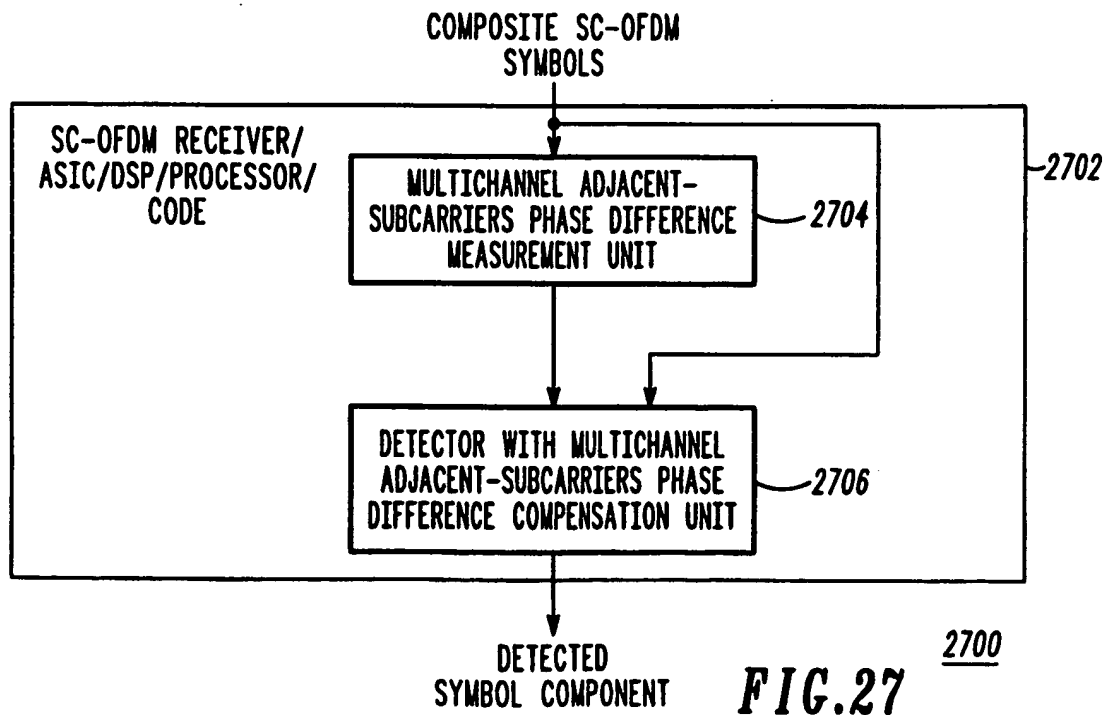 COMPOSITE SC-OFDM
SYMBOLS
SC-OFDM RECEIVER/
ASIC/DSP/PROCESSOR/
CODE
2702
MULTICHANNEL ADJACENT-
SUBCARRIERS PHASE DIFFERENCE
MEASUREMENT UNIT
2704
DETECTOR WITH MULTICHANNEL
ADJACENT-SUBCARRIERS PHASE
DIFFERENCE COMPENSATION UNIT
2706
DETECTED
SYMBOL COMPONENT
2700
FIG.27